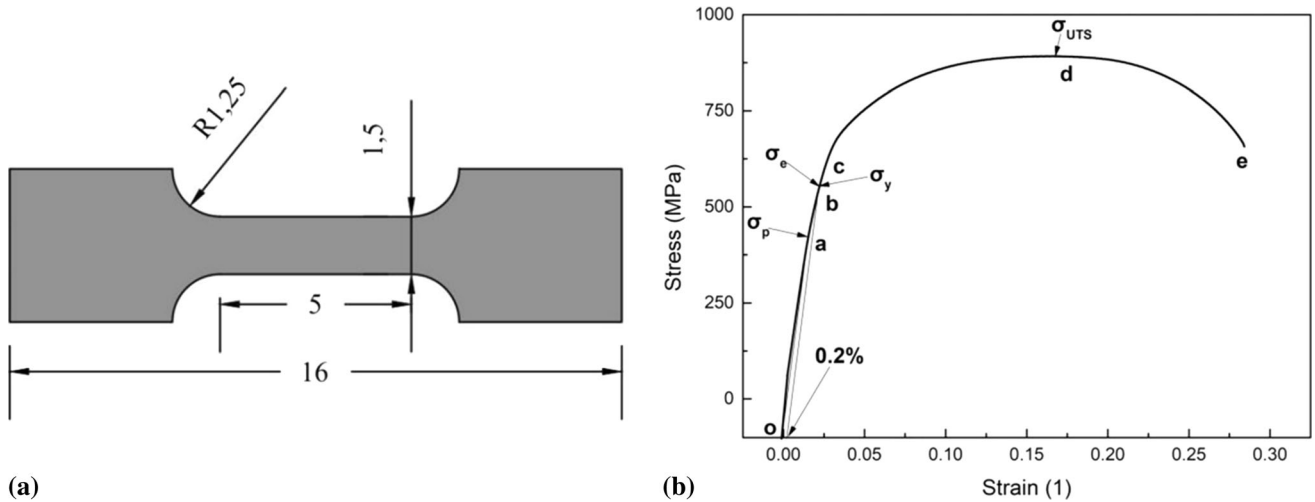 R1,25
1,5
5
16
(a)
1000
750
500
250
0
Stress (MPa)
σUTS
d
e
σe
c
σy
b
σp
a
0.2%
o
0.00 0.05 0.10 0.15 0.20 0.25 0.30
Strain (1)
(b)